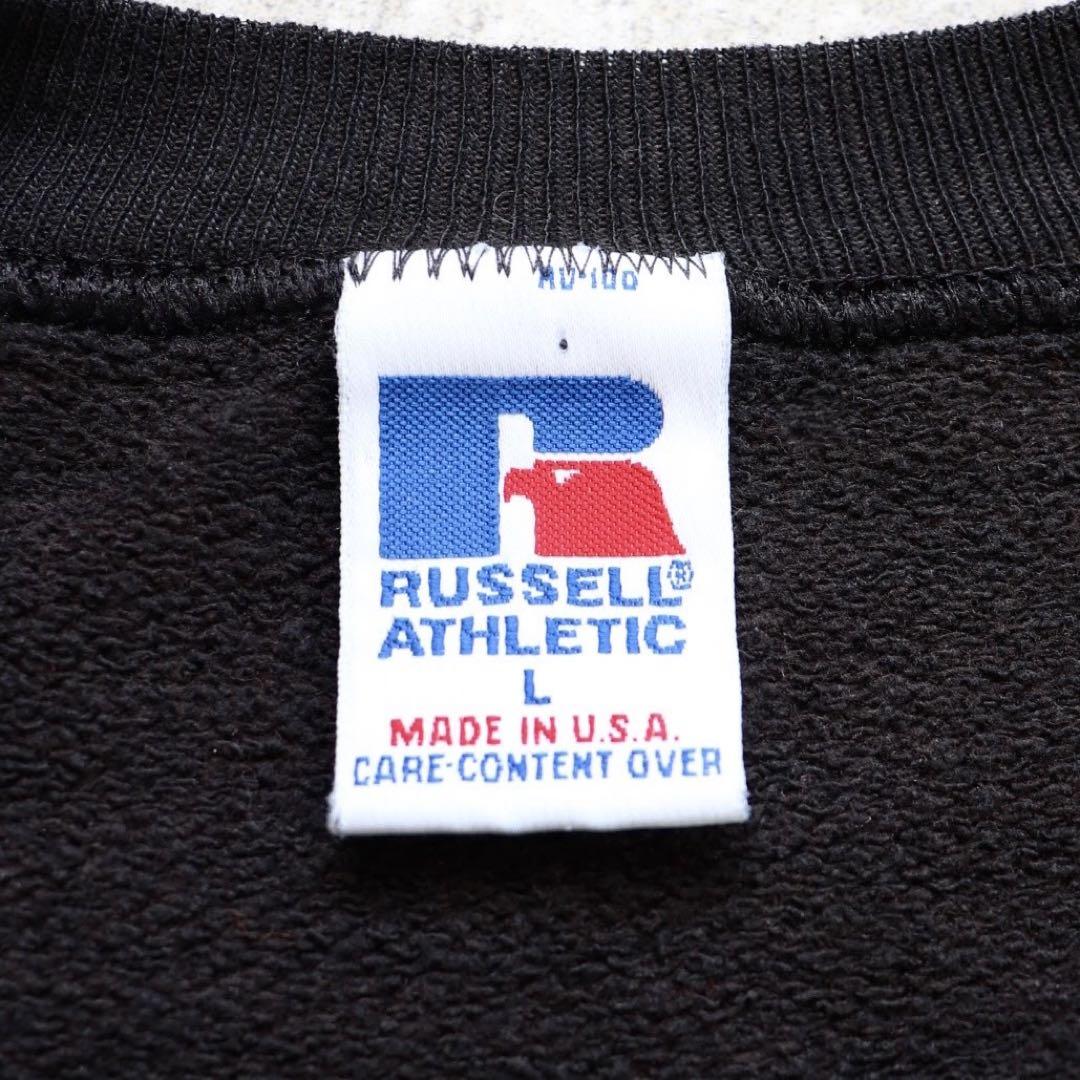 RUSSELL®
ATHLETIC
L
MADE IN U.S.A.
CARE-CONTENT OVER